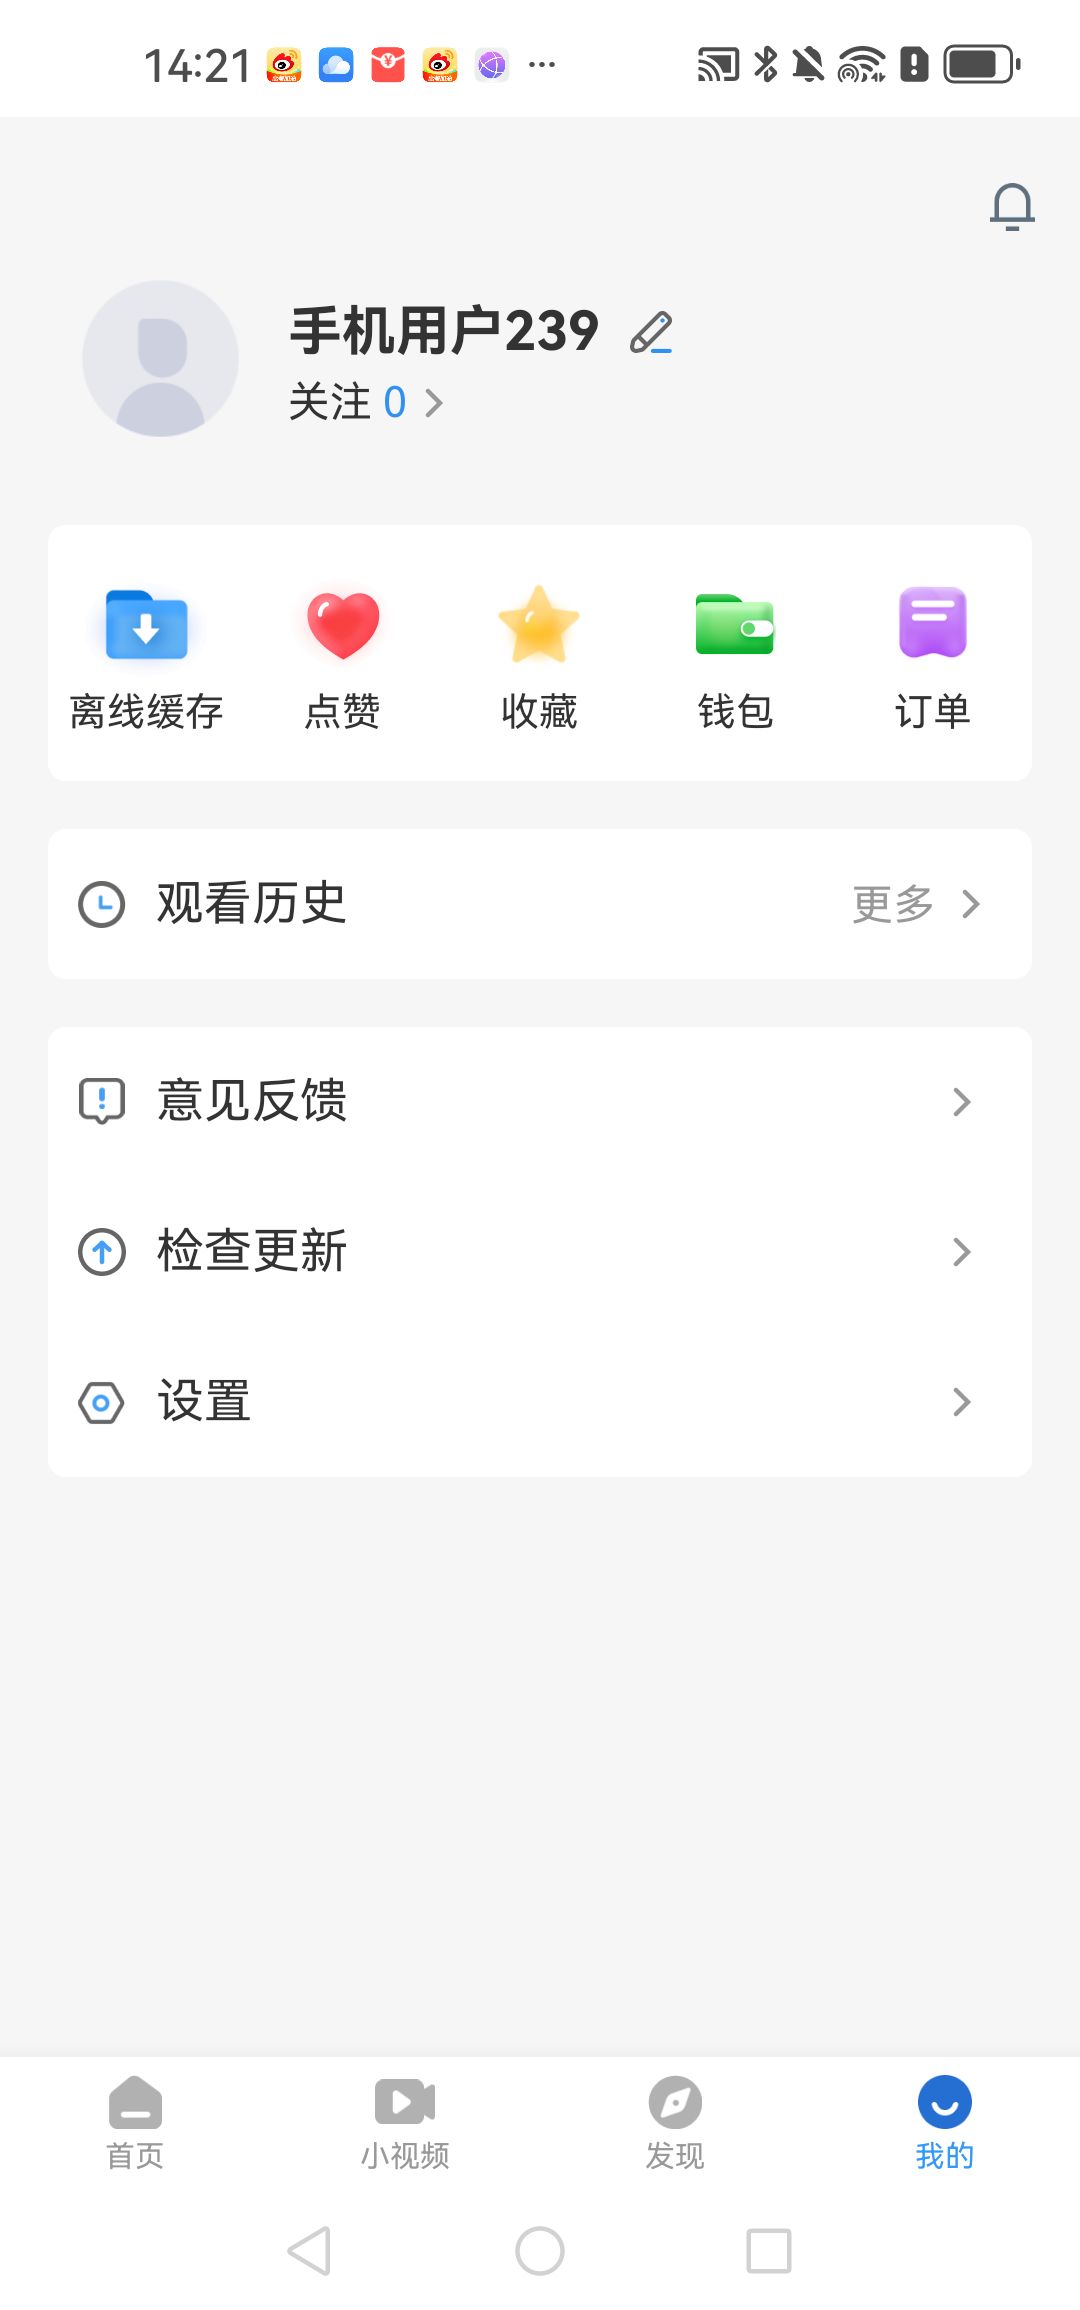 14:21
手机用户239
关注 0
离线缓存 点赞 收藏 钱包 订单
观看历史 更多
意见反馈
检查更新
设置
首页 小视频 发现 我的